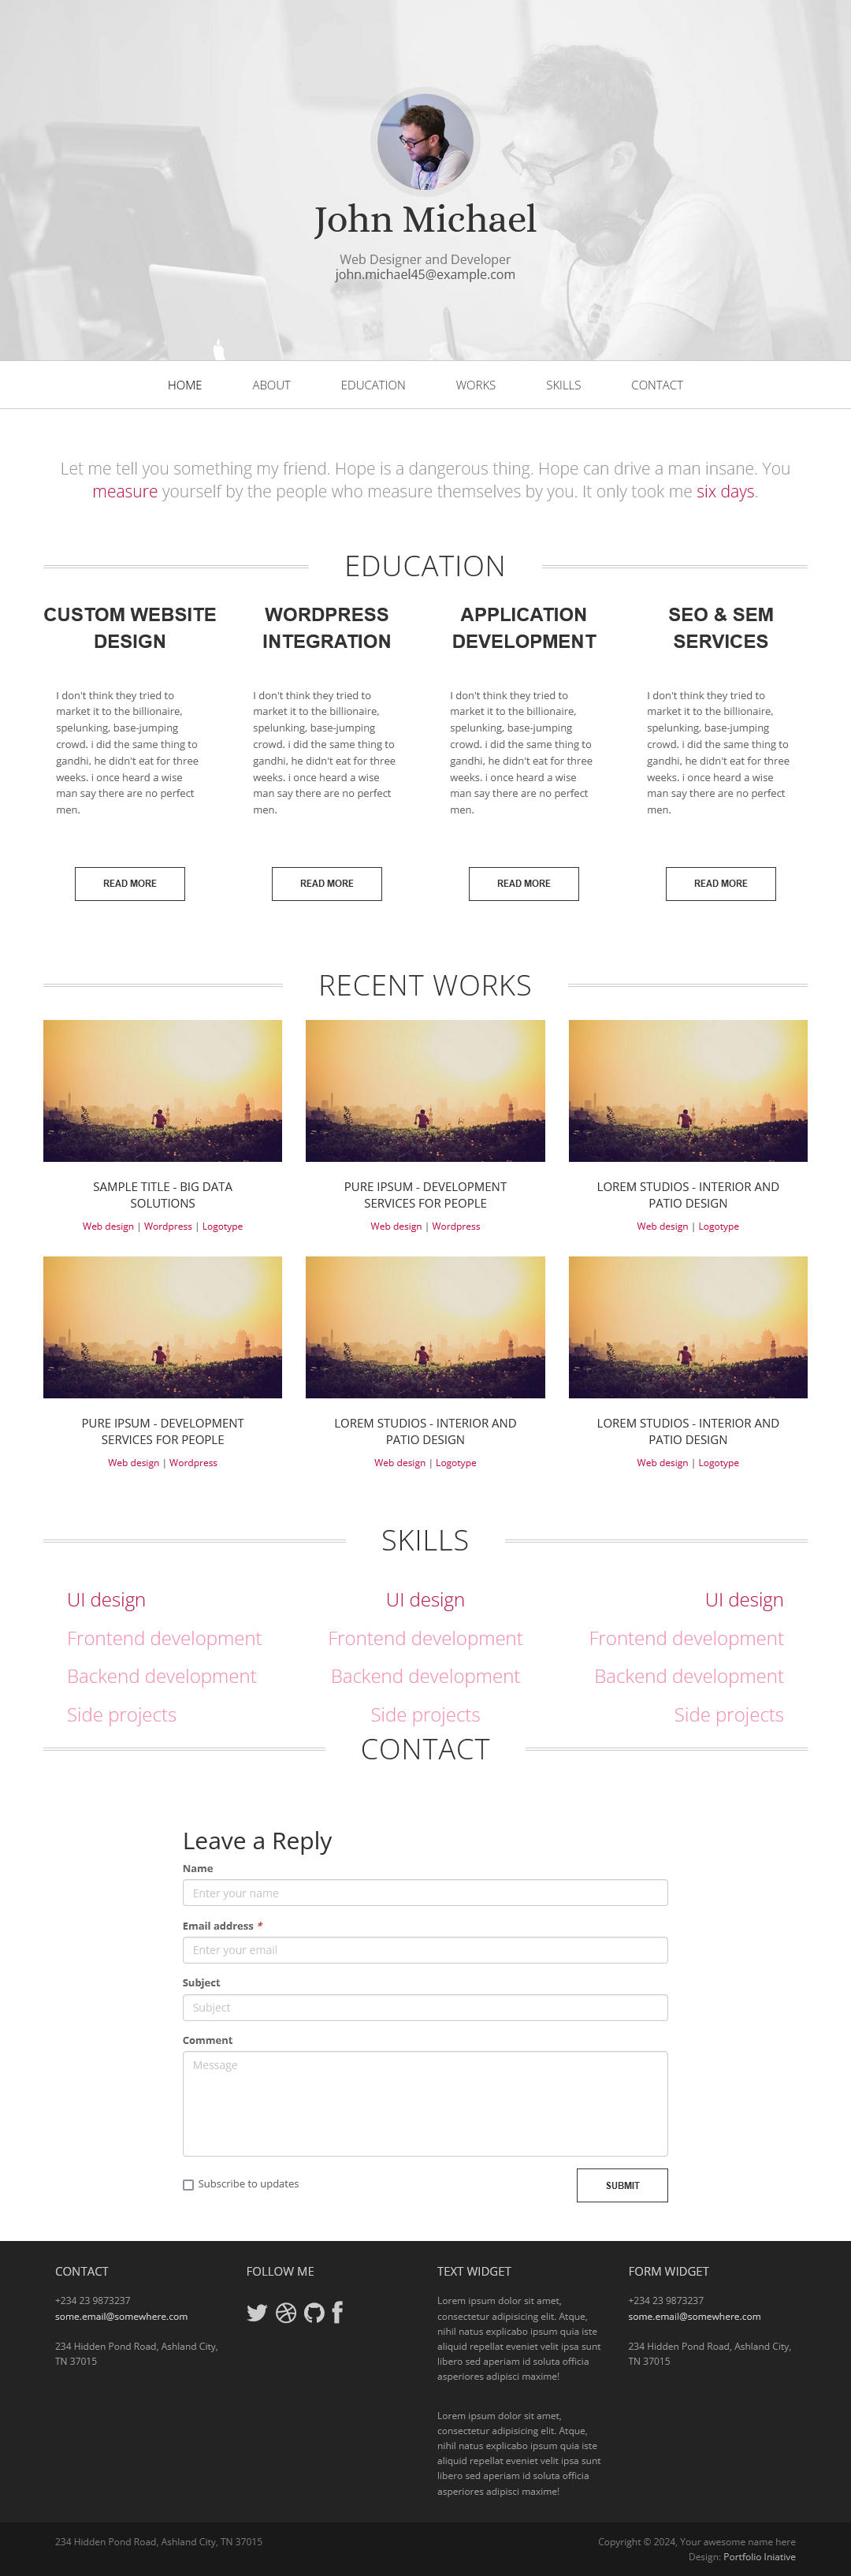 John Michael
Web Designer and Developer
john.michael45@example.com
HOME
ABOUT
EDUCATION
WORKS
SKILLS
CONTACT
Let me tell you something my friend. Hope is a dangerous thing. Hope can drive a man insane. You
measure yourself by the people who measure themselves by you. It only took me six days.
EDUCATION
CUSTOM WEBSITE
DESIGN
I don't think they tried to
market it to the billionaire,
spelunking, base-jumping
crowd. i did the same thing to
gandhi, he didn't eat for three
weeks. i once heard a wise
man say there are no perfect
men.
READ MORE
WORDPRESS
INTEGRATION
I don't think they tried to
market it to the billionaire,
spelunking, base-jumping
crowd. i did the same thing to
gandhi, he didn't eat for three
weeks. i once heard a wise
man say there are no perfect
men.
READ MORE
APPLICATION
DEVELOPMENT
I don't think they tried to
market it to the billionaire,
spelunking, base-jumping
crowd. i did the same thing to
gandhi, he didn't eat for three
weeks. i once heard a wise
man say there are no perfect
men.
READ MORE
SEO & SEM
SERVICES
I don't think they tried to
market it to the billionaire,
spelunking, base-jumping
crowd. i did the same thing to
gandhi, he didn't eat for three
weeks. i once heard a wise
man say there are no perfect
men.
READ MORE
RECENT WORKS
SAMPLE TITLE - BIG DATA
SOLUTIONS
Web design | Wordpress | Logotype
PURE IPSUM - DEVELOPMENT
SERVICES FOR PEOPLE
Web design | Wordpress
LOREM STUDIOS - INTERIOR AND
PATIO DESIGN
Web design | Logotype
PURE IPSUM - DEVELOPMENT
SERVICES FOR PEOPLE
Web design | Wordpress
LOREM STUDIOS - INTERIOR AND
PATIO DESIGN
Web design | Logotype
LOREM STUDIOS - INTERIOR AND
PATIO DESIGN
Web design | Logotype
SKILLS
UI design
Frontend development
Backend development
Side projects
UI design
Frontend development
Backend development
Side projects
UI design
Frontend development
Backend development
Side projects
CONTACT
Leave a Reply
Name
Enter your name
Email address *
Enter your email
Subject
Subject
Comment
Message
Subscribe to updates
SUBMIT
CONTACT
+234 23 9873237
some.email@somewhere.com
234 Hidden Pond Road, Ashland City,
TN 37015
FOLLOW ME
TEXT WIDGET
Lorem ipsum dolor sit amet,
consectetur adipisicing elit. Atque,
nihil natus explicabo ipsum quia iste
aliquid repellat eveniet velit ipsa sunt
libero sed aperiam id soluta officia
asperiores adipisci maxime!
Lorem ipsum dolor sit amet,
consectetur adipisicing elit. Atque,
nihil natus explicabo ipsum quia iste
aliquid repellat eveniet velit ipsa sunt
libero sed aperiam id soluta officia
asperiores adipisci maxime!
FORM WIDGET
+234 23 9873237
some.email@somewhere.com
234 Hidden Pond Road, Ashland City,
TN 37015
234 Hidden Pond Road, Ashland City, TN 37015
Copyright © 2024, Your awesome name here
Design: Portfolio Iniative